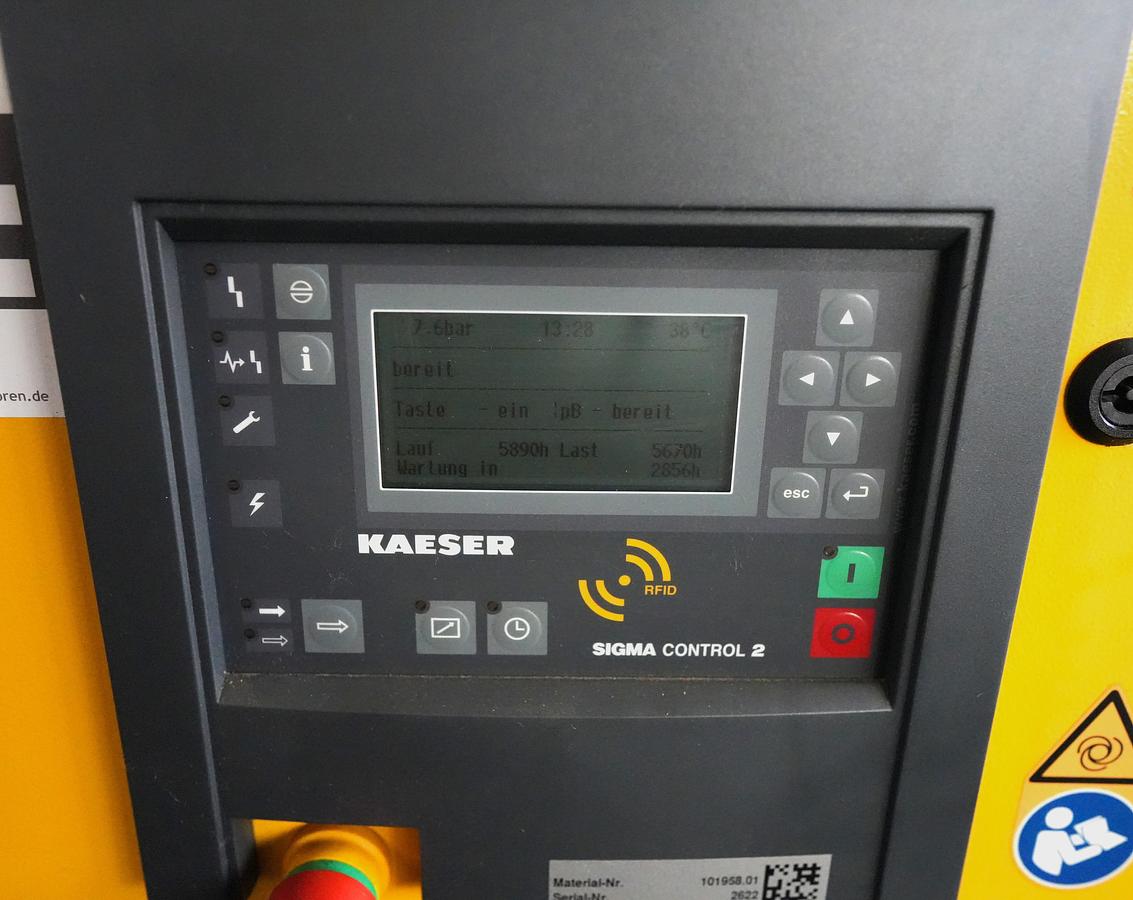 7.6bar 13:28 38°C
bereit
Taste - ein ¦pB - bereit
Lauf 5890h Last 5670h
Wartung in 2856h
i
esc
KAESER
RFID
I
SIGMA CONTROL 2
O
oren.de
Material-Nr. 101958.01
Serial-Nr 2622